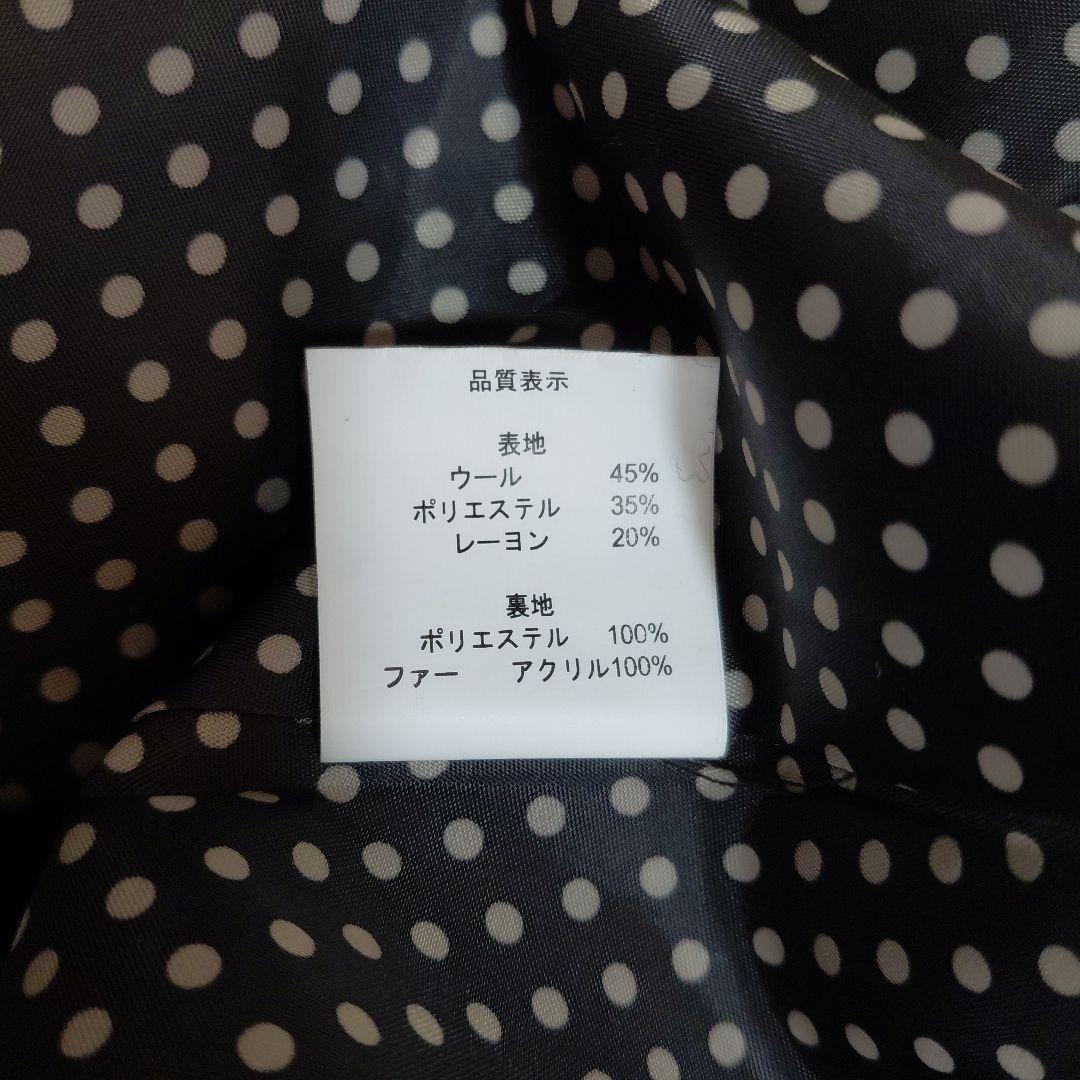 品質表示
表地
ウール 45%
ポリエステル 35%
レーヨン 20%
裏地
ポリエステル 100%
ファー アクリル100%